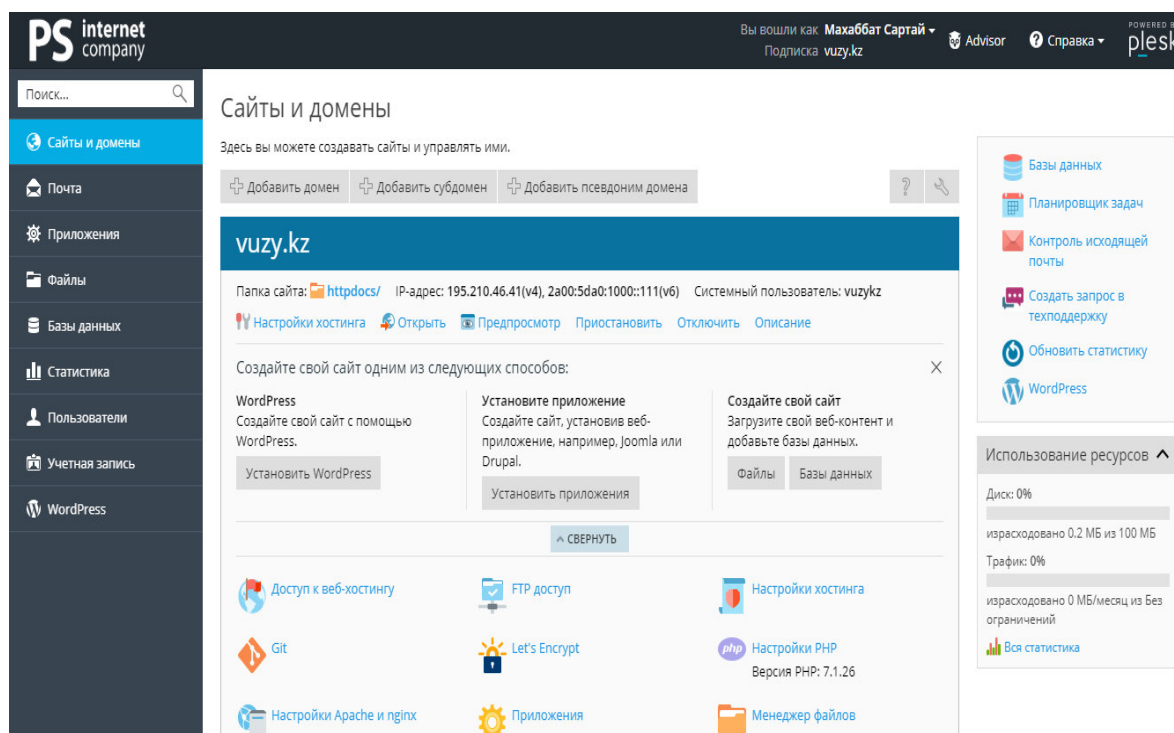 PS internet company
Вы вошли как Махаббат Сартай
Подписка vuzy.kz
Advisor
Справка
POWERED B
plesk
Поиск...
Сайты и домены
Почта
Приложения
Файлы
Базы данных
Статистика
Пользователи
Учетная запись
WordPress
Сайты и домены
Здесь вы можете создавать сайты и управлять ими.
Добавить домен Добавить субдомен Добавить псевдоним домена
?
vuzy.kz
Папка сайта: httpdocs/ IP-адрес: 195.210.46.41(v4), 2a00:5da0:1000::111(v6) Системный пользователь: vuzykz
Настройки хостинга Открыть Предпросмотр Приостановить Отключить Описание
Создайте свой сайт одним из следующих способов:
WordPress
Создайте свой сайт с помощью
WordPress.
Установить WordPress
Установите приложение
Создайте сайт, установив веб-
приложение, например, Joomla или
Drupal.
Установить приложения
Создайте свой сайт
Загрузите свой веб-контент и
добавьте базы данных.
Файлы Базы данных
СВЕРНУТЬ
Доступ к веб-хостингу
FTP доступ
Настройки хостинга
Git
Let's Encrypt
php Настройки PHP
Версия PHP: 7.1.26
Настройки Apache и nginx
Приложения
Менеджер файлов
Базы данных
Планировщик задач
Контроль исходящей
почты
Создать запрос в
техподдержку
Обновить статистику
WordPress
Использование ресурсов
Диск: 0%
израсходовано 0.2 МБ из 100 МБ
Трафик: 0%
израсходовано 0 МБ/месяц из Без
ограничений
Вся статистика